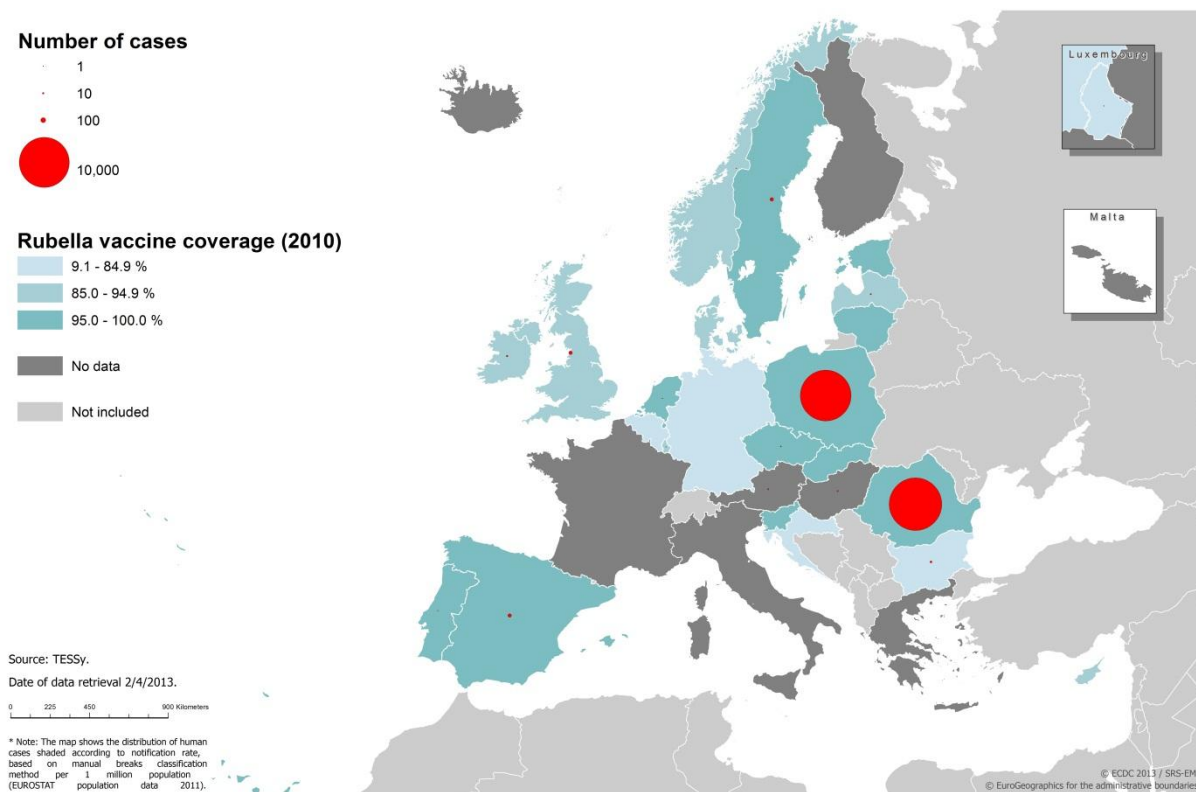 Number of cases
1
10
100
10,000
Rubella vaccine coverage (2010)
9.1 - 84.9 %
85.0 - 94.9 %
95.0 - 100.0 %
No data
Not included
Luxembourg
Malta
Source: TESSy.
Date of data retrieval 2/4/2013.
0 225 450 900 Kilometers
* Note: The map shows the distribution of human
cases shaded according to notification rate,
based on manual breaks classification
method per 1 million population
(EUROSTAT population data 2011).
© ECDC 2013 / SRS-EM
© EuroGeographics for the administrative boundaries